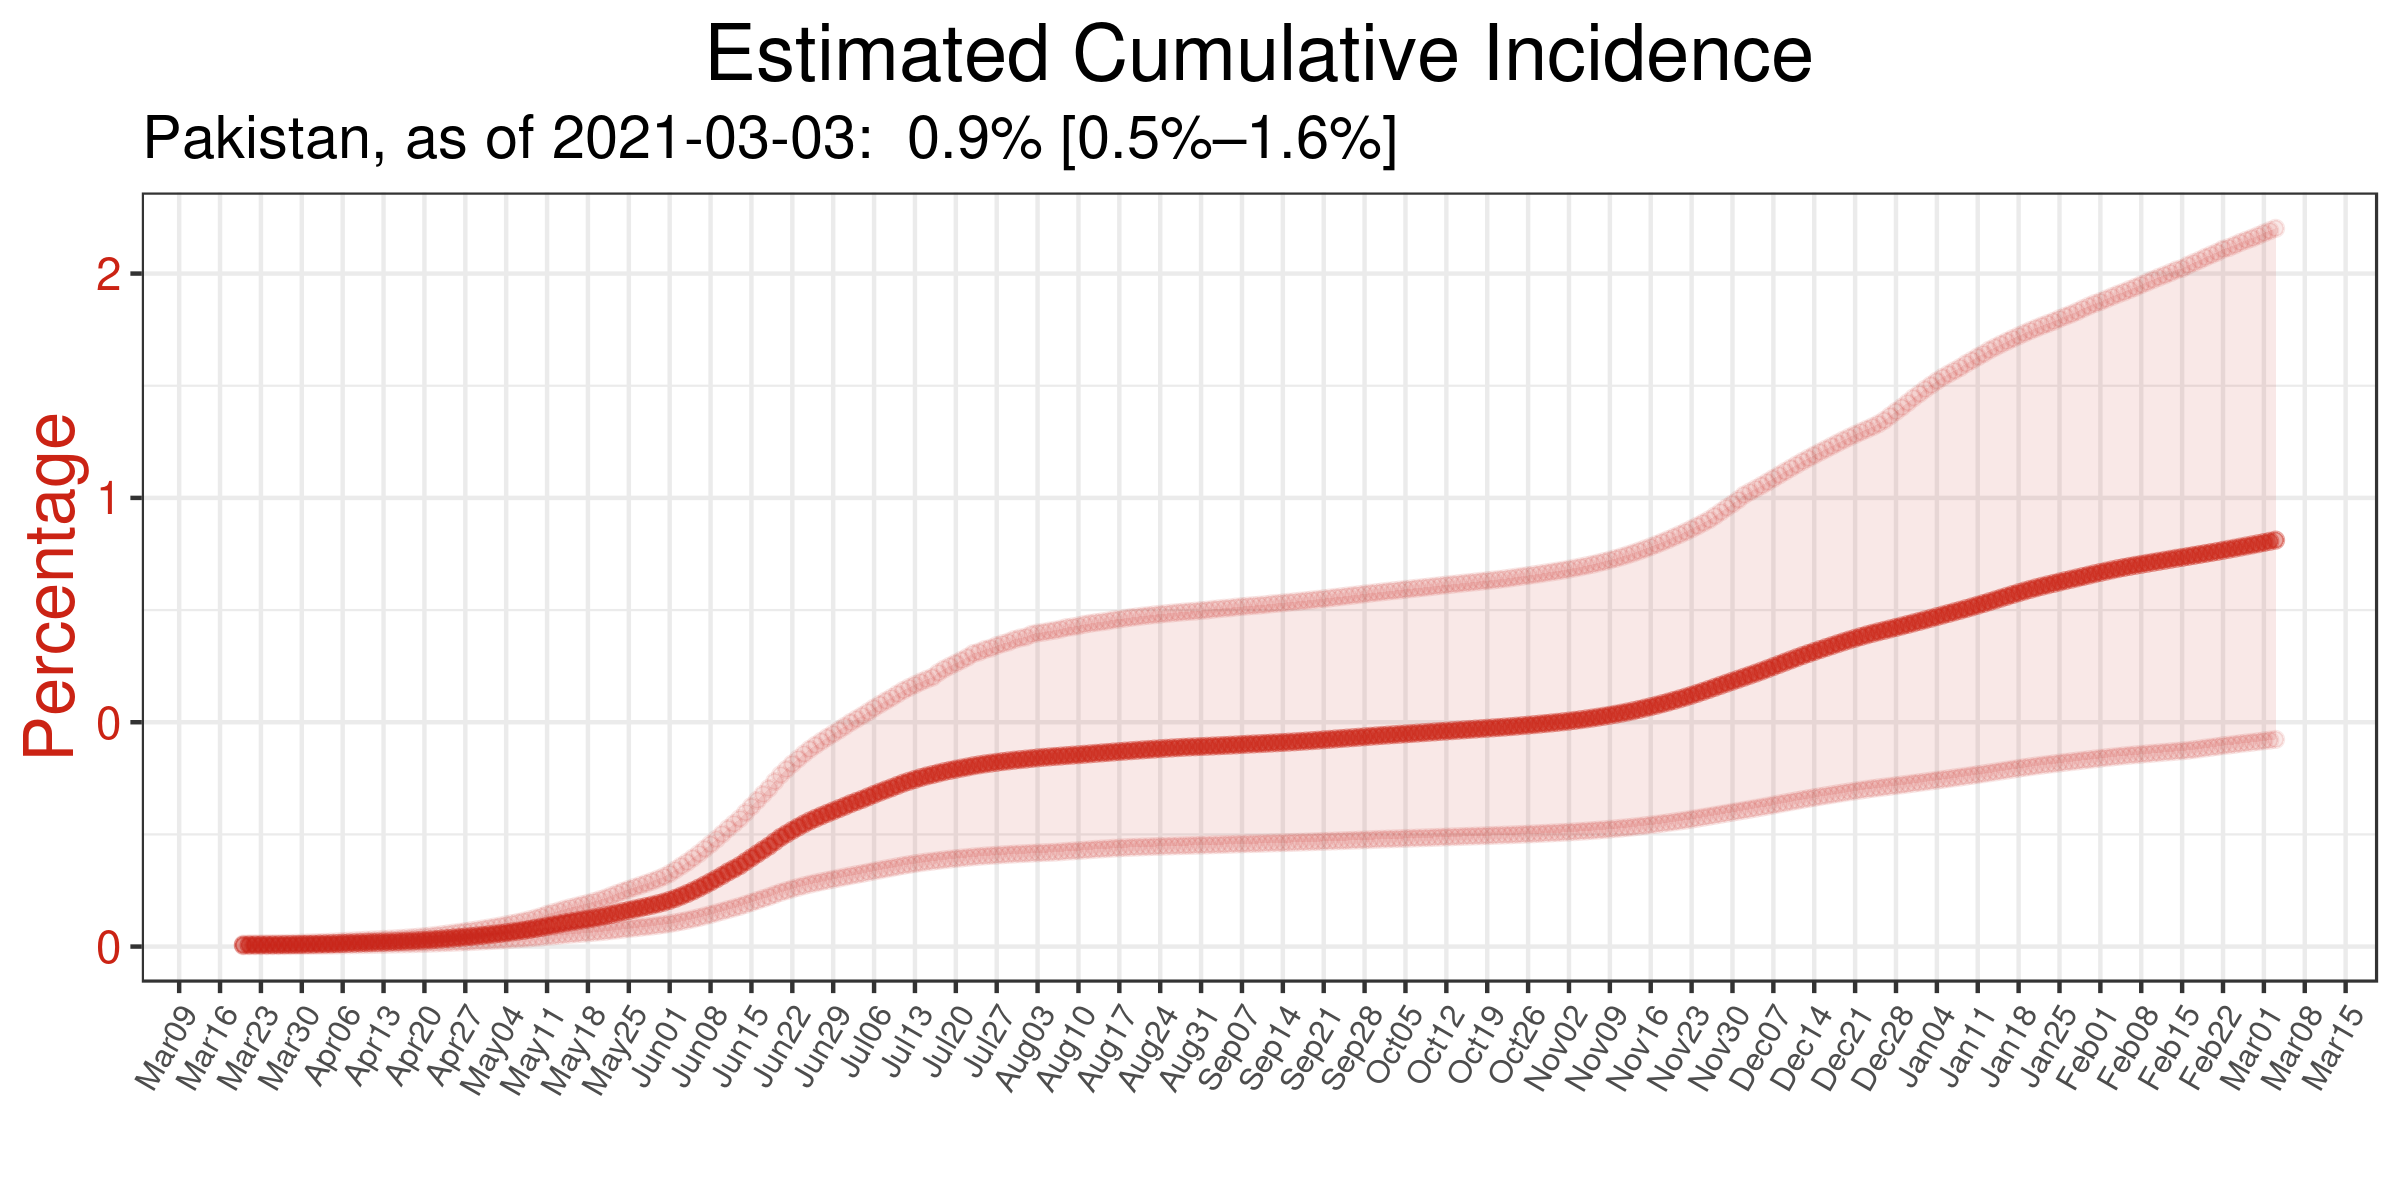 Estimated Cumulative Incidence
Pakistan, as of 2021-03-03:  0.9% [0.5%–1.6%]
Percentage
2
1
0
0
Mar09
Mar16
Mar23
Mar30
Apr06
Apr13
Apr20
Apr27
May04
May11
May18
May25
Jun01
Jun08
Jun15
Jun22
Jun29
Jul06
Jul13
Jul20
Jul27
Aug03
Aug10
Aug17
Aug24
Aug31
Sep07
Sep14
Sep21
Sep28
Oct05
Oct12
Oct19
Oct26
Nov02
Nov09
Nov16
Nov23
Nov30
Dec07
Dec14
Dec21
Dec28
Jan04
Jan11
Jan18
Jan25
Feb01
Feb08
Feb15
Feb22
Mar01
Mar08
Mar15